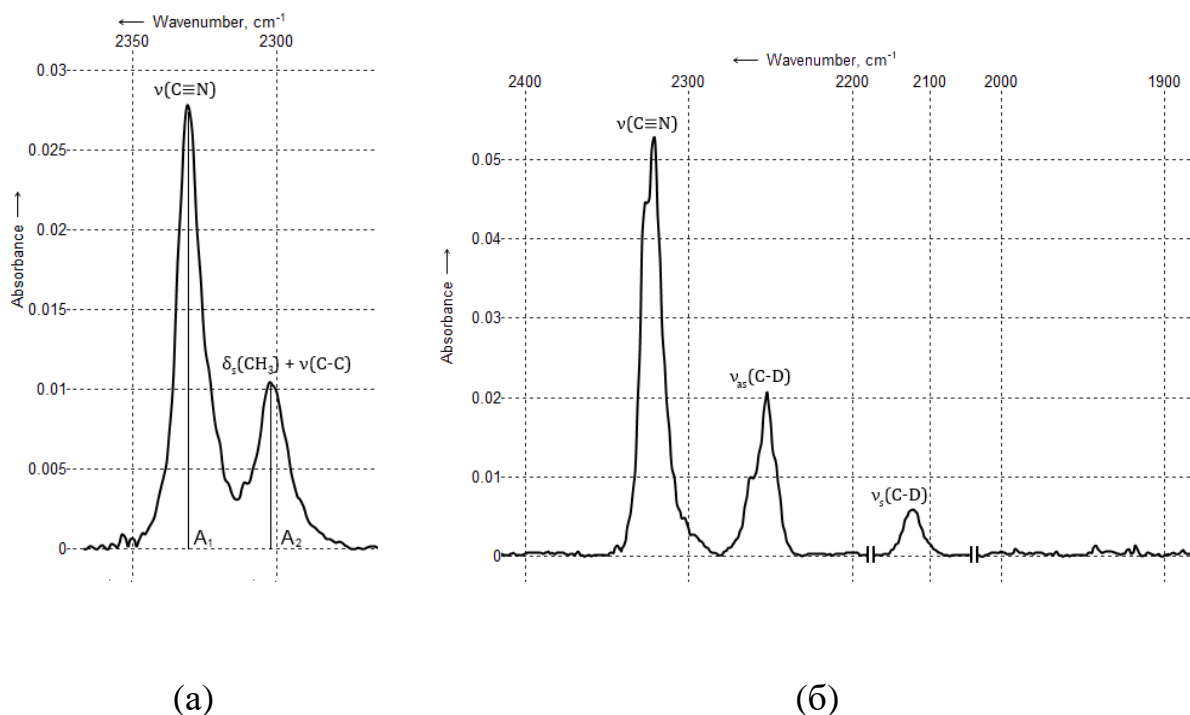 ← Wavenumber, cm⁻¹
2350 2300
0.03
0.025
0.02
0.015
0.01
0.005
0
Absorbance →
ν(C≡N)
δₛ(CH₃) + ν(C-C)
A₁ A₂
(а)
← Wavenumber, cm⁻¹
2400 2300 2200 2100 2000 1900
0.05
0.04
0.03
0.02
0.01
0
Absorbance →
ν(C≡N)
νₐₛ(C-D)
νₛ(C-D)
(б)